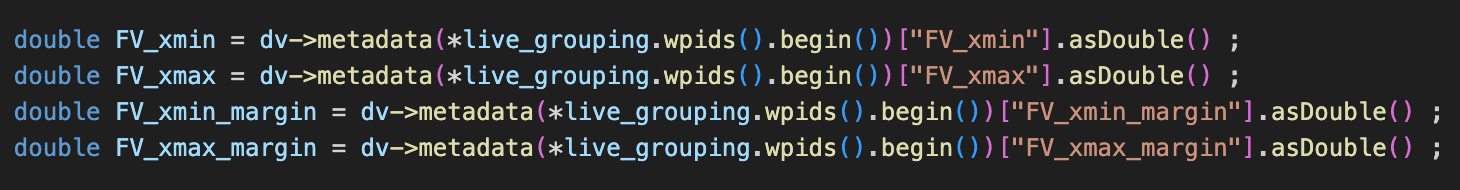 double FV_xmin = dv->metadata(*live_grouping.wpids().begin())["FV_xmin"].asDouble() ;
double FV_xmax = dv->metadata(*live_grouping.wpids().begin())["FV_xmax"].asDouble() ;
double FV_xmin_margin = dv->metadata(*live_grouping.wpids().begin())["FV_xmin_margin"].asDouble() ;
double FV_xmax_margin = dv->metadata(*live_grouping.wpids().begin())["FV_xmax_margin"].asDouble() ;